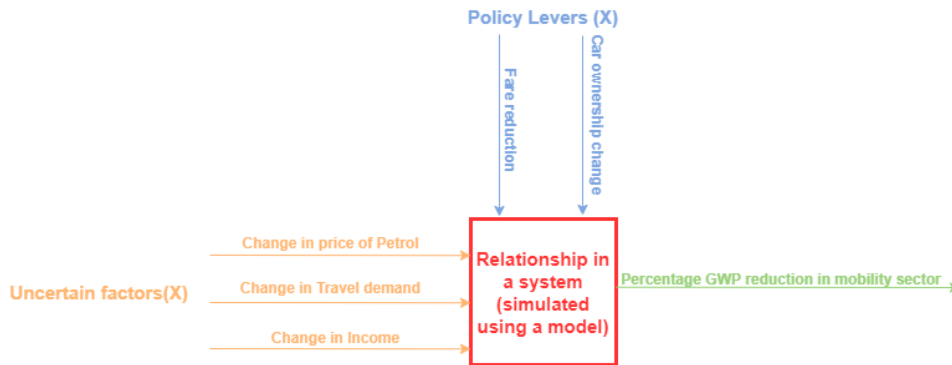 Policy Levers (X)
Fare reduction
Car ownership change
Change in price of Petrol
Uncertain factors(X)
Change in Travel demand
Change in Income
Relationship in
a system
(simulated
using a model)
Percentage GWP reduction in mobility sector